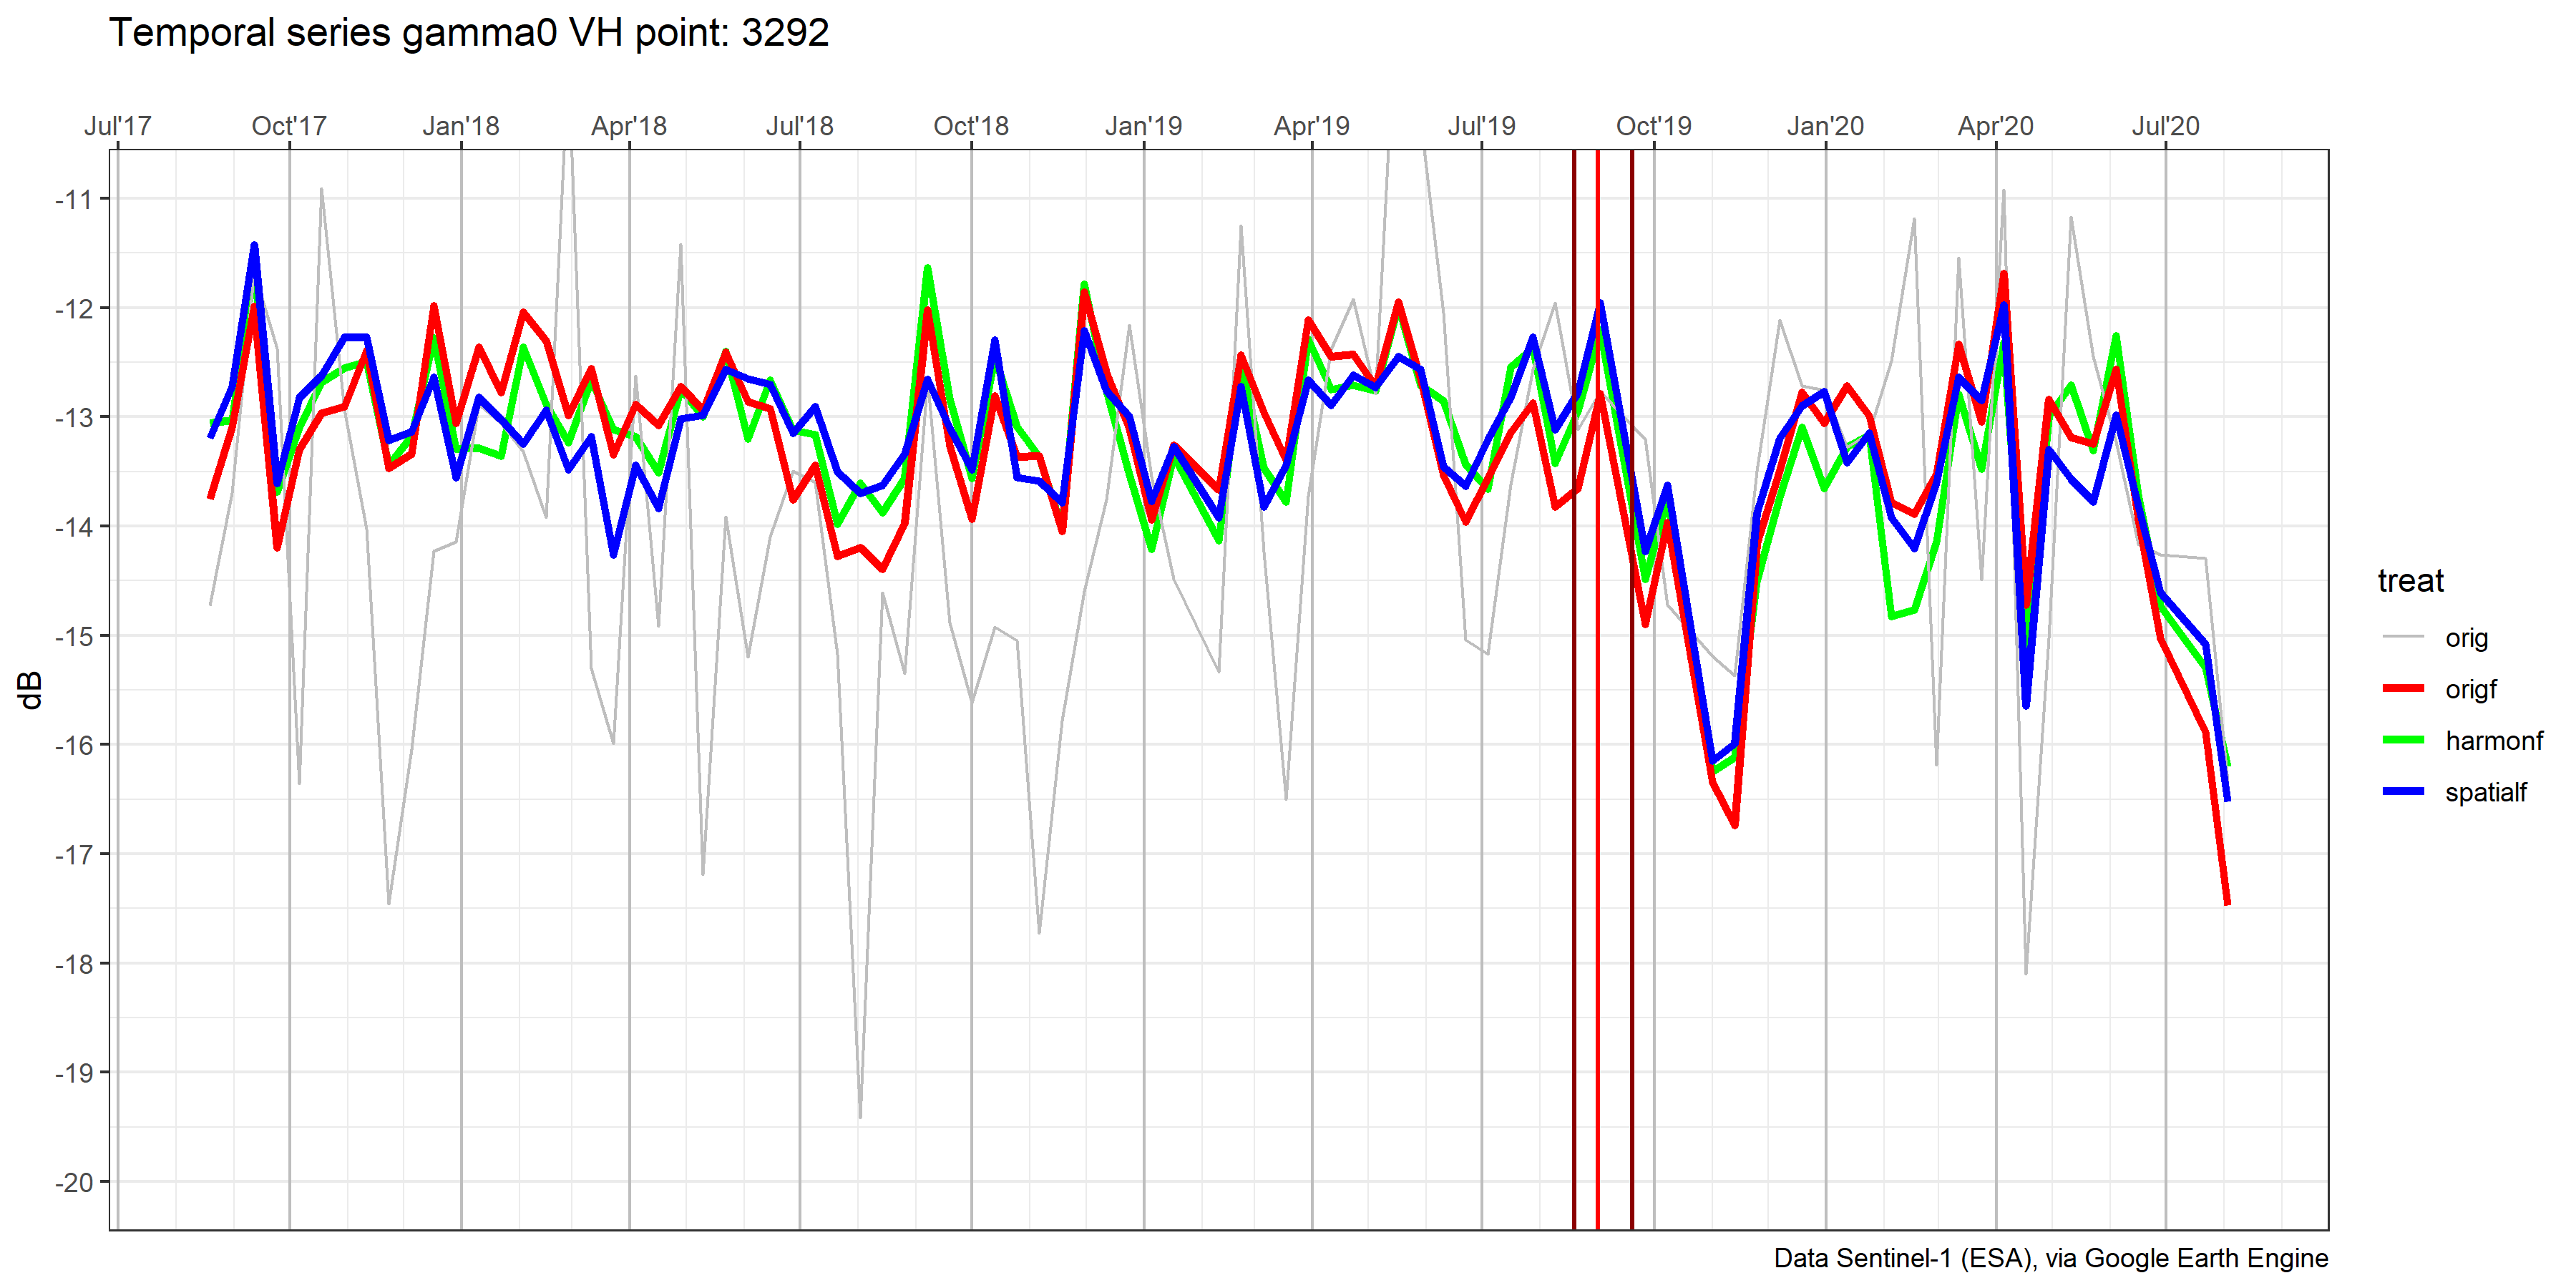 Temporal series gamma0 VH point: 3292
Jul'17 Oct'17 Jan'18 Apr'18 Jul'18 Oct'18 Jan'19 Apr'19 Jul'19 Oct'19 Jan'20 Apr'20 Jul'20
-11
-12
-13
-14
-15
-16
-17
-18
-19
-20
dB
treat
orig
origf
harmonf
spatialf
Data Sentinel-1 (ESA), via Google Earth Engine